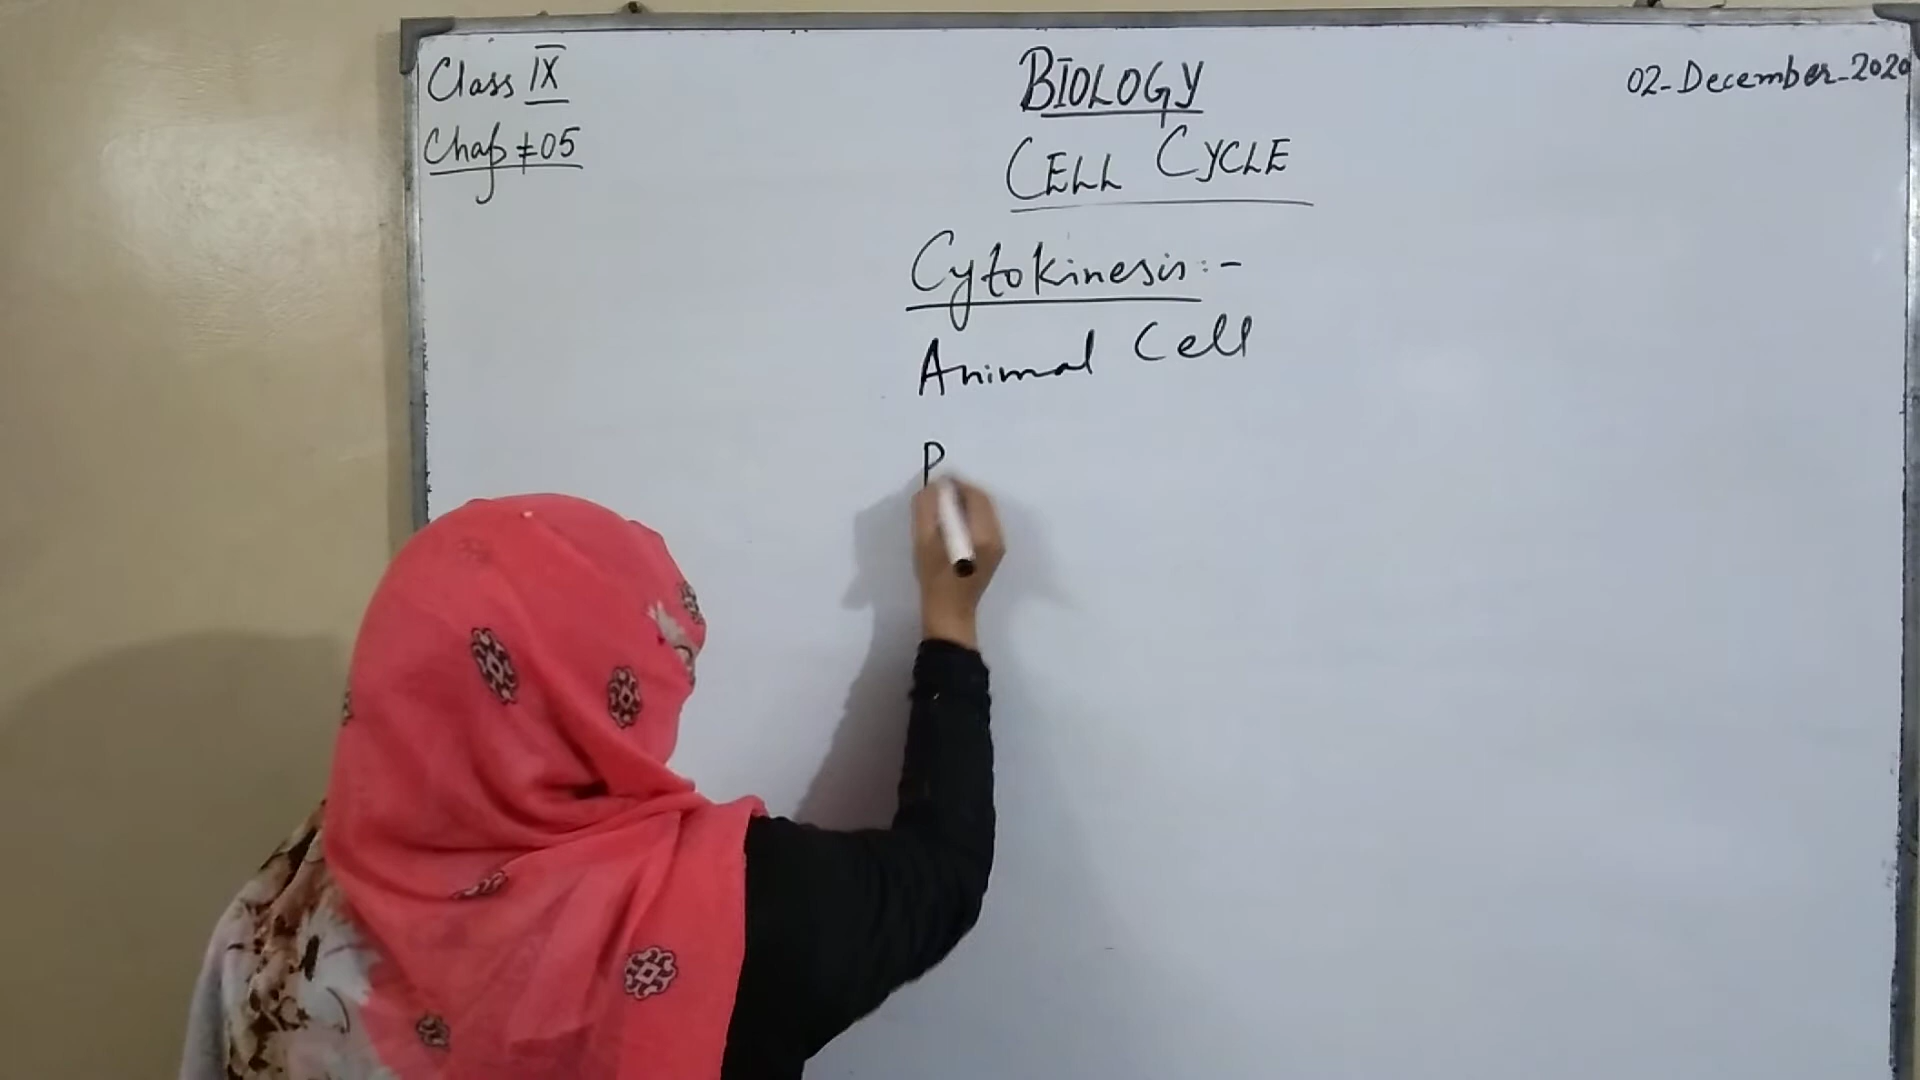 Class IX
Chap # 05
BIOLOGY
CELL CYCLE
02-December-2020
Cytokinesis:-
Animal Cell
P